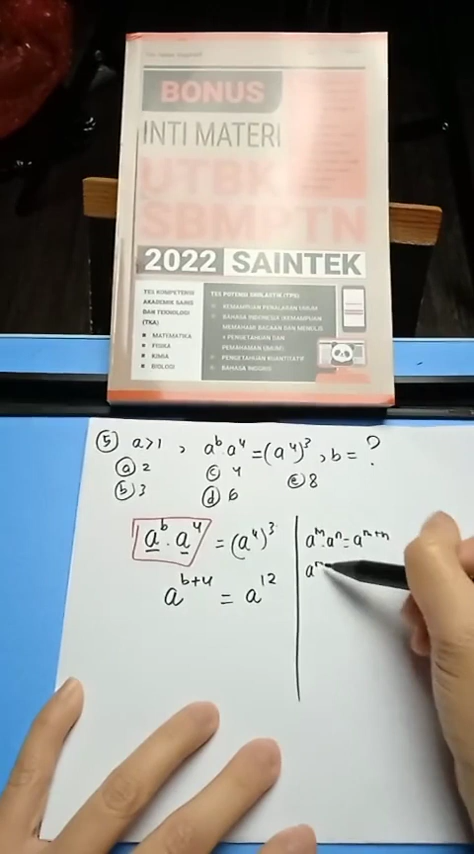 BONUS
INTI MATERI
UTBK
SBMPTN
2022 SAINTEK
TES KOMPETENSI
AKADEMIK SAINS
DAN TEKNOLOGI
(TKA)
MATEMATIKA
FISIKA
KIMIA
BIOLOGI
TES POTENSI SKOLASTIK (TPS)
KEMAMPUAN PENALARAN UMUM
BAHASA INDONESIA (KEMAMPUAN
MEMAHAMI BACAAN DAN MENULIS
+ PENGETAHUAN DAN
PEMAHAMAN UMUM)
PENGETAHUAN KUANTITATIF
BAHASA INGGRIS
⑤ a>1 , a^b.a^4=(a^4)^3 , b= ?
ⓐ 2 ⓒ 4 ⓔ 8
ⓑ 3 ⓓ 6
a^b . a^4 = (a^4)^3
a^{b+4} = a^{12}
a^m.a^n=a^{m+n}